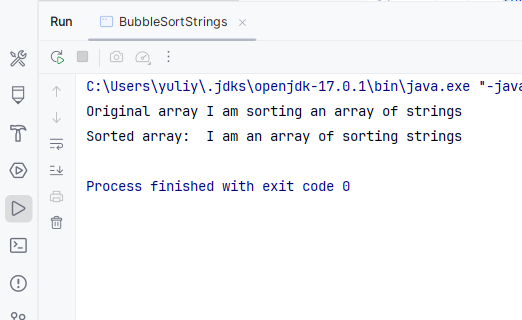 Run BubbleSortStrings
C:\Users\yuliy\.jdks\openjdk-17.0.1\bin\java.exe "-java
Original array I am sorting an array of strings
Sorted array:  I am an array of sorting strings
Process finished with exit code 0